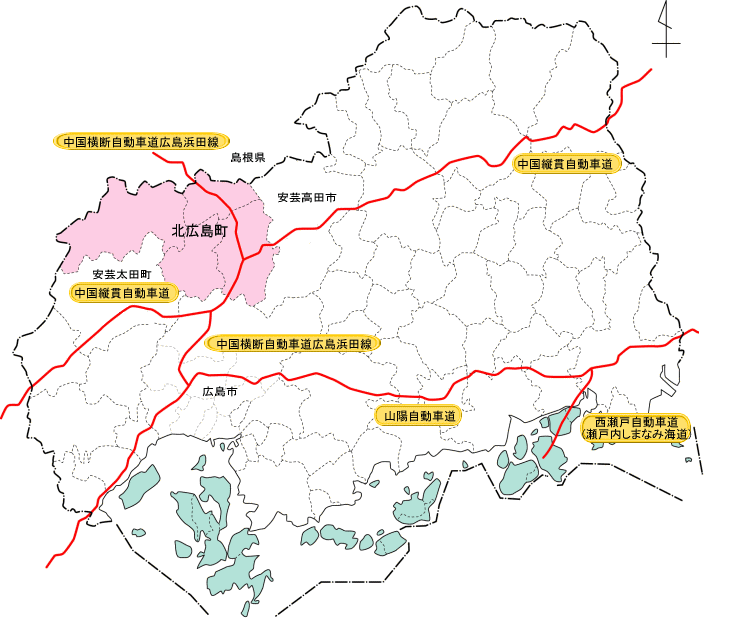 中国横断自動車道広島浜田線
島根県
中国縦貫自動車道
安芸高田市
北広島町
安芸太田町
中国縦貫自動車道
中国横断自動車道広島浜田線
広島市
山陽自動車道
西瀬戸自動車道
(瀬戸内しまなみ海道)